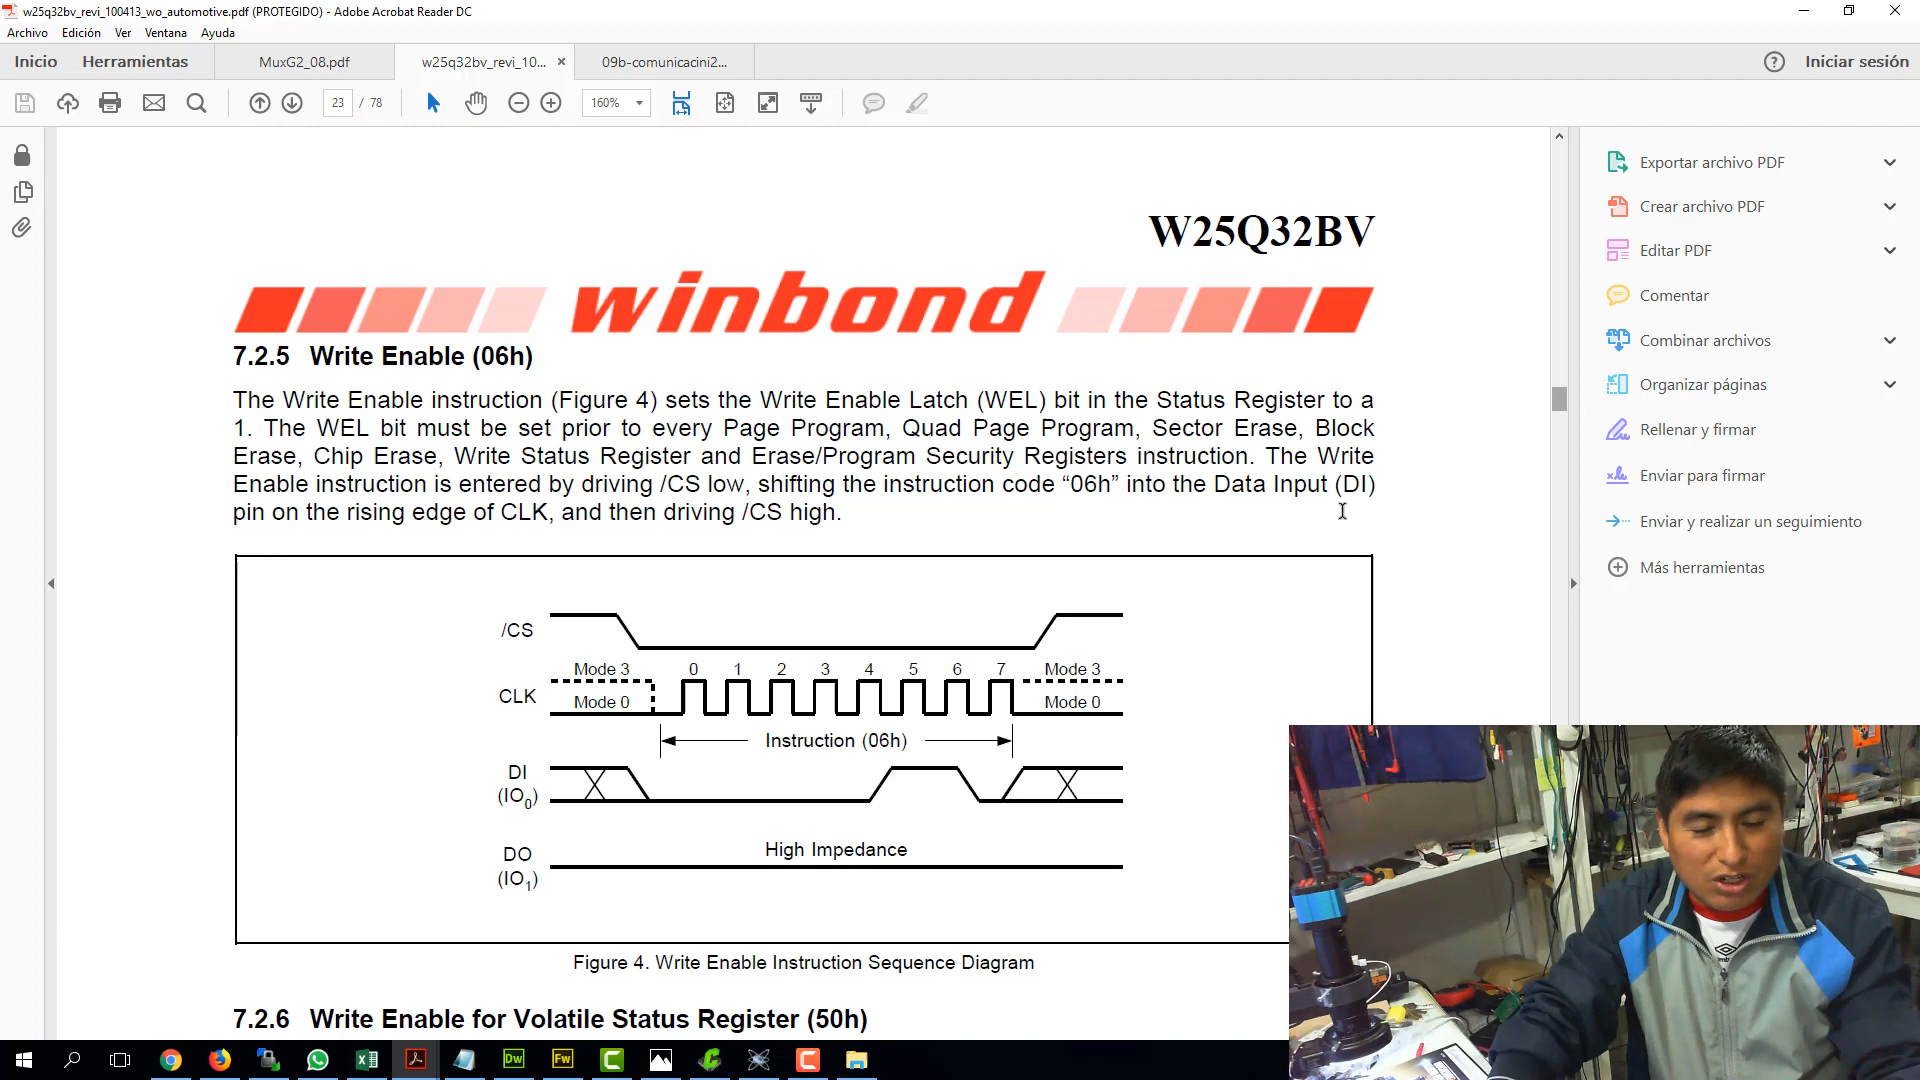 w25q32bv_revi_100413_wo_automotive.pdf (PROTEGIDO) - Adobe Acrobat Reader DC
Archivo Edición Ver Ventana Ayuda
Inicio Herramientas MuxG2_08.pdf w25q32bv_revi_10... × 09b-comunicacini2... Iniciar sesión
23 / 78 160%
Exportar archivo PDF
Crear archivo PDF
Editar PDF
Comentar
Combinar archivos
Organizar páginas
Rellenar y firmar
Enviar para firmar
Enviar y realizar un seguimiento
Más herramientas
W25Q32BV
winbond
7.2.5 Write Enable (06h)
The Write Enable instruction (Figure 4) sets the Write Enable Latch (WEL) bit in the Status Register to a
1. The WEL bit must be set prior to every Page Program, Quad Page Program, Sector Erase, Block
Erase, Chip Erase, Write Status Register and Erase/Program Security Registers instruction. The Write
Enable instruction is entered by driving /CS low, shifting the instruction code “06h” into the Data Input (DI)
pin on the rising edge of CLK, and then driving /CS high.
/CS
Mode 3 0 1 2 3 4 5 6 7 Mode 3
CLK
Mode 0 Mode 0
Instruction (06h)
DI
(IO0)
High Impedance
DO
(IO1)
Figure 4. Write Enable Instruction Sequence Diagram
7.2.6 Write Enable for Volatile Status Register (50h)
Dw Fw